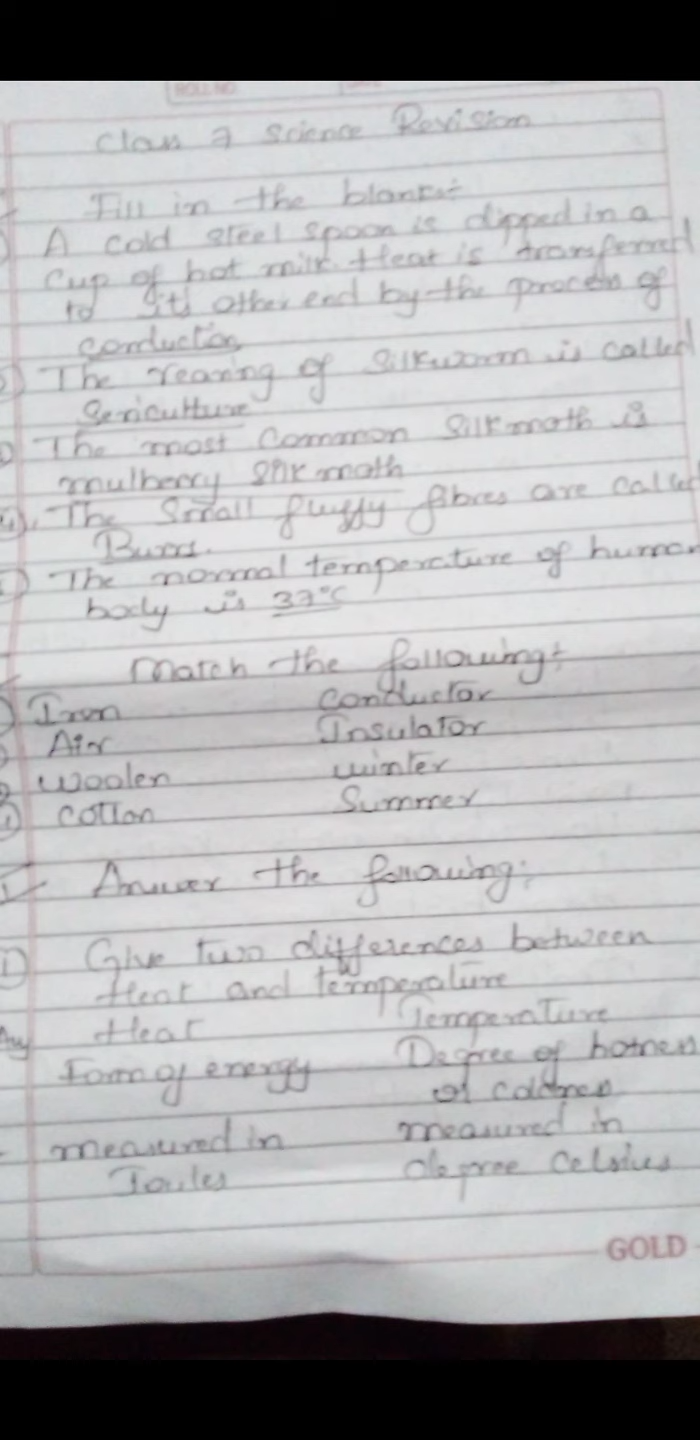 Class 7 Science Revision
Fill in the blanks:-
A cold steel spoon is dipped in a
cup of hot milk. Heat is transferred
to its other end by the process of
conduction
The rearing of silkworm is called
Sericulture
The most common silk moth is
mulberry silk moth
The small fluffy fibres are called
Burrs.
The normal temperature of human
body is 37°C
Match the following:-
Iron conductor
Air Insulator
woolen winter
cotton Summer
Answer the following:-
1) Give two differences between
Heat and temperature
Ans Heat Temperature
Form of energy Degree of hotness
or coldness
measured in measured in
Joules degree Celsius
GOLD